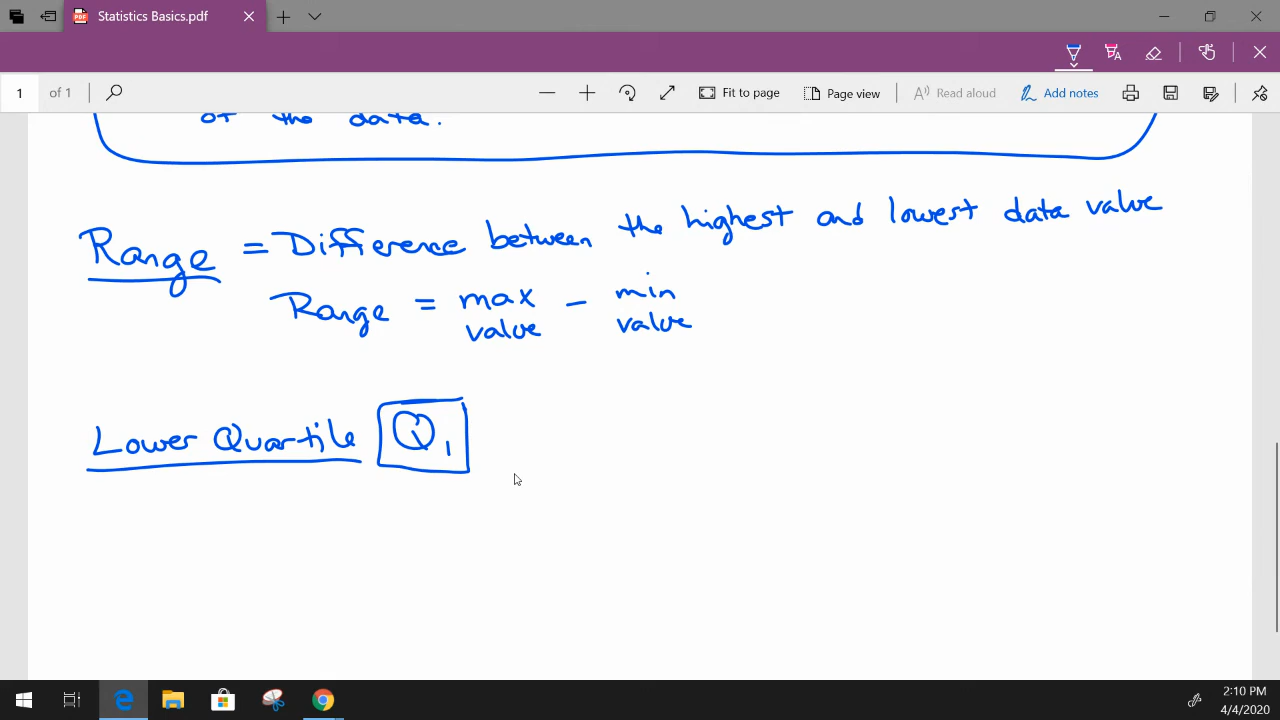 Statistics Basics.pdf
1 of 1
Fit to page
Page view
Read aloud
Add notes
of the data.
Range = Difference between the highest and lowest data value
Range = max value - min value
Lower Quartile Q1
2:10 PM
4/4/2020